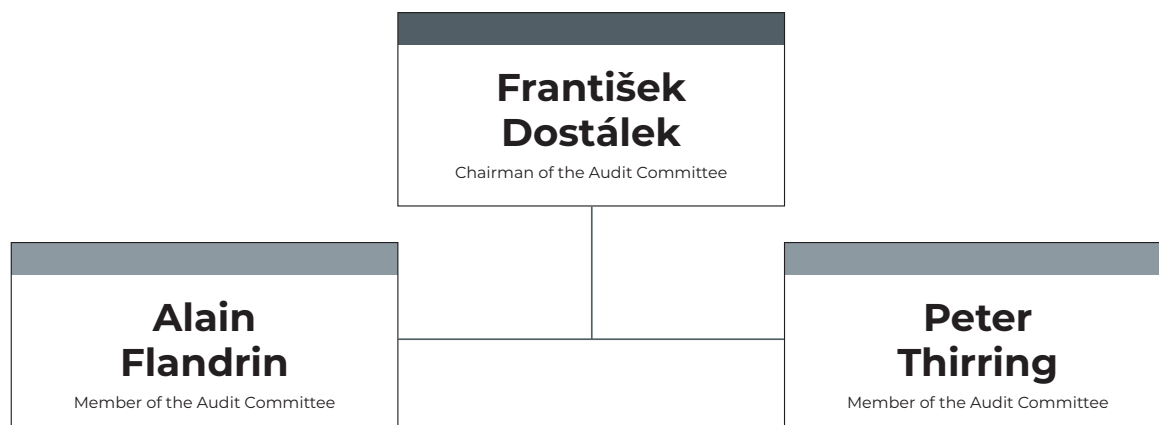 František
Dostálek
Chairman of the Audit Committee
Alain
Flandrin
Member of the Audit Committee
Peter
Thirring
Member of the Audit Committee